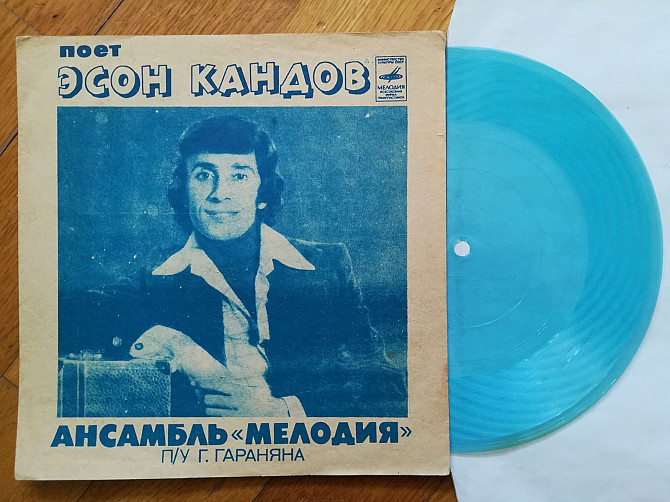 поет
ЭСОН КАНДОВ
МЕЛОДИЯ
АНСАМБЛЬ «МЕЛОДИЯ»
П/У Г. ГАРАНЯНА